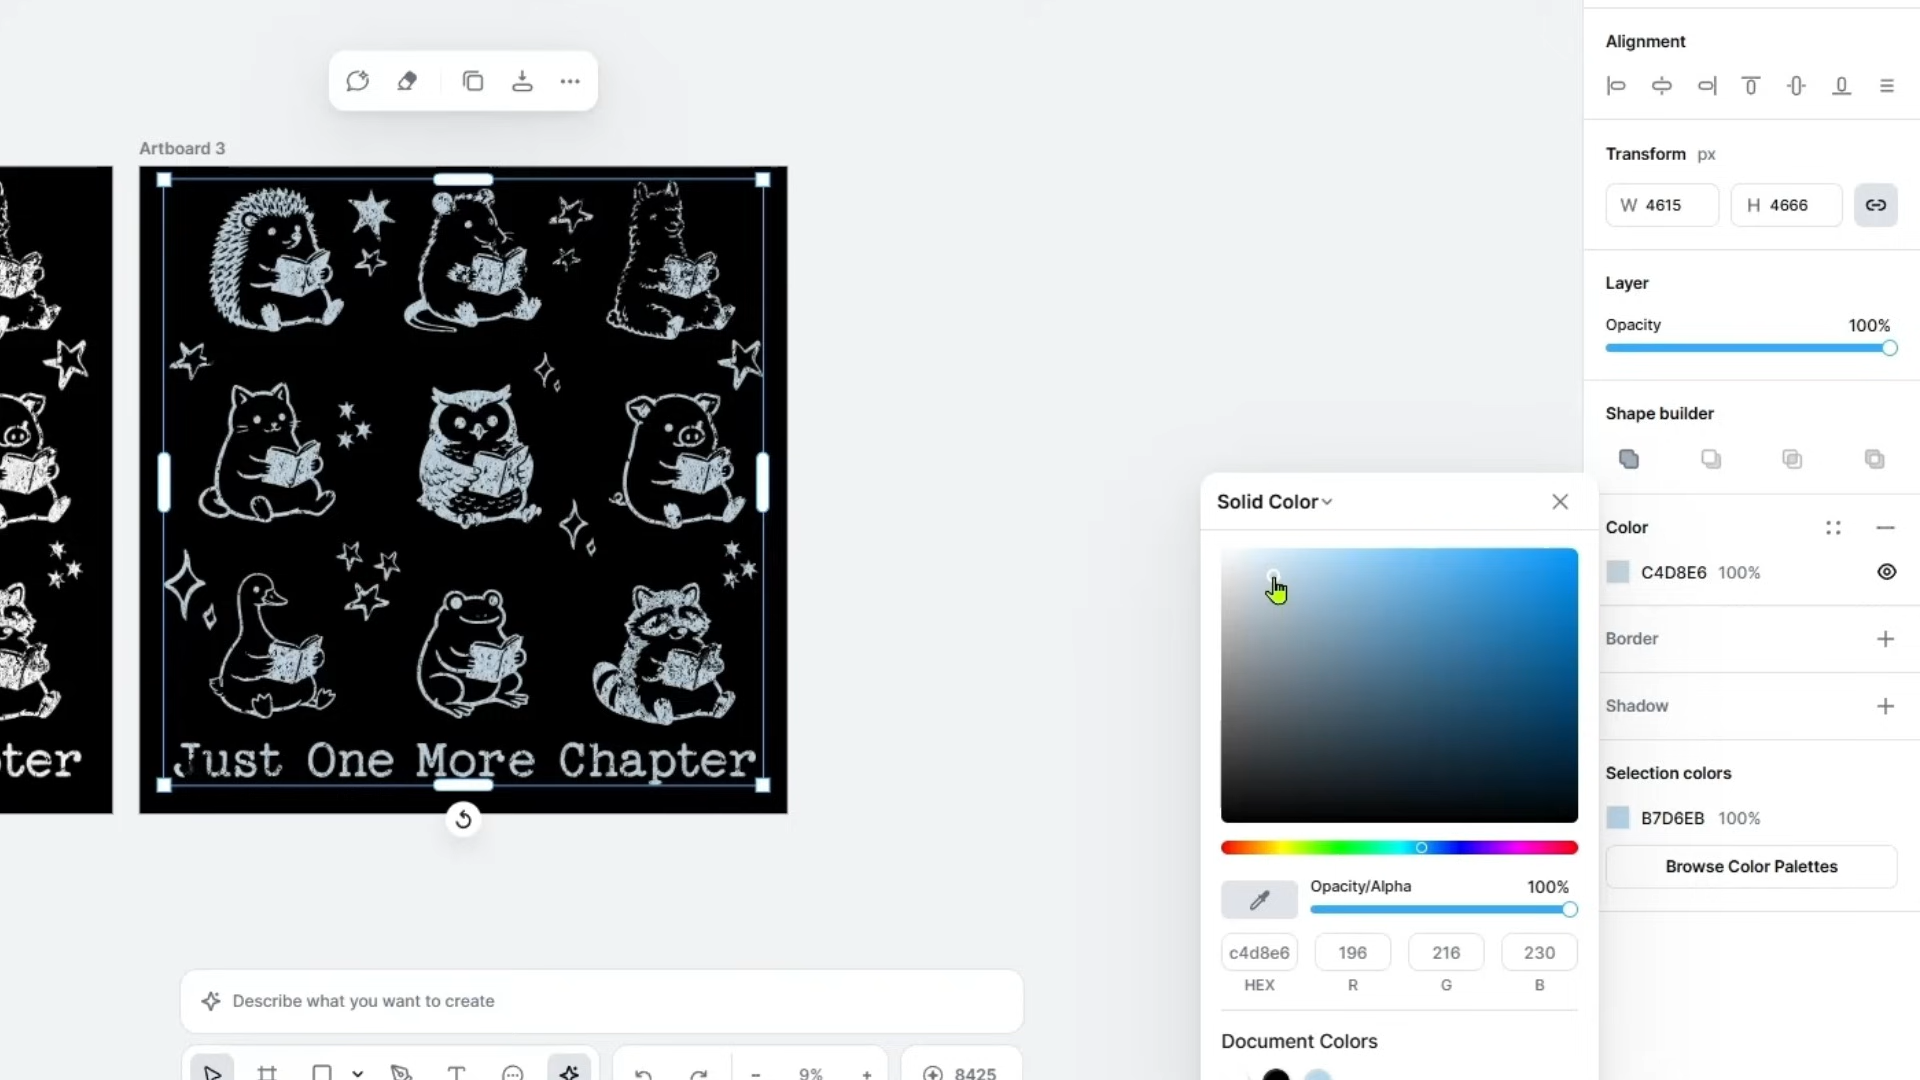 Artboard 3
ter
Just One More Chapter
Describe what you want to create
9%
8425
Solid Color
Opacity/Alpha 100%
c4d8e6 196 216 230
HEX R G B
Document Colors
Alignment
Transform px
W 4615 H 4666
Layer
Opacity 100%
Shape builder
Color
C4D8E6 100%
Border
Shadow
Selection colors
B7D6EB 100%
Browse Color Palettes